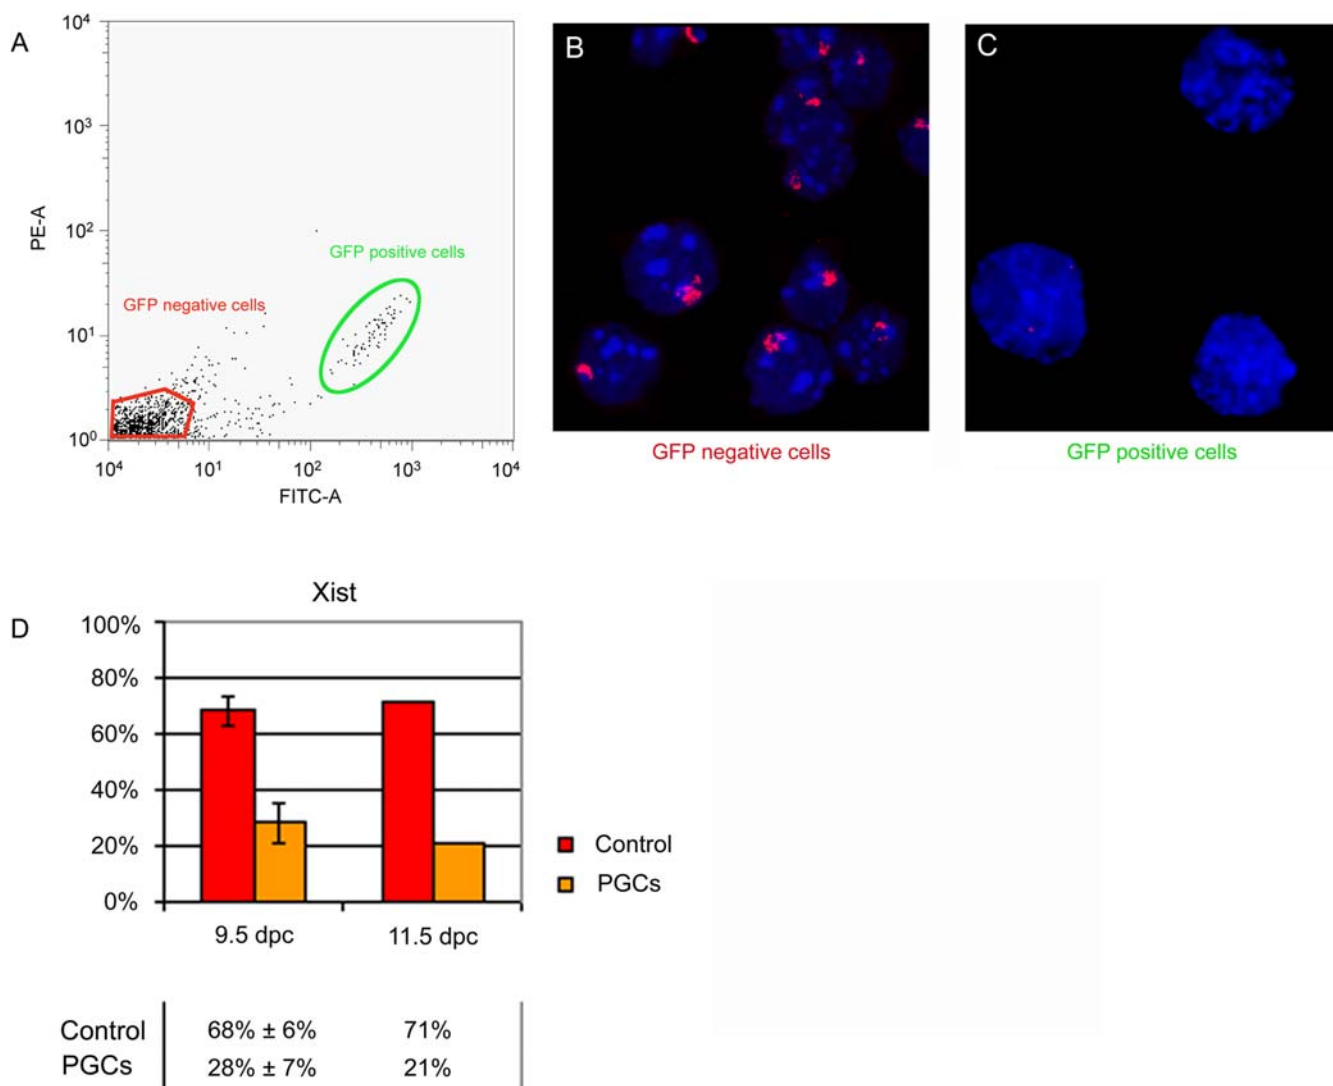 A
PE-A
10⁴
10³
10²
10¹
10⁰
GFP positive cells
GFP negative cells
10⁴ 10¹ 10² 10³ 10⁴
FITC-A
B
GFP negative cells
C
GFP positive cells
D
Xist
100%
80%
60%
40%
20%
0%
9.5 dpc 11.5 dpc
Control
PGCs
Control 68% ± 6% 71%
PGCs 28% ± 7% 21%